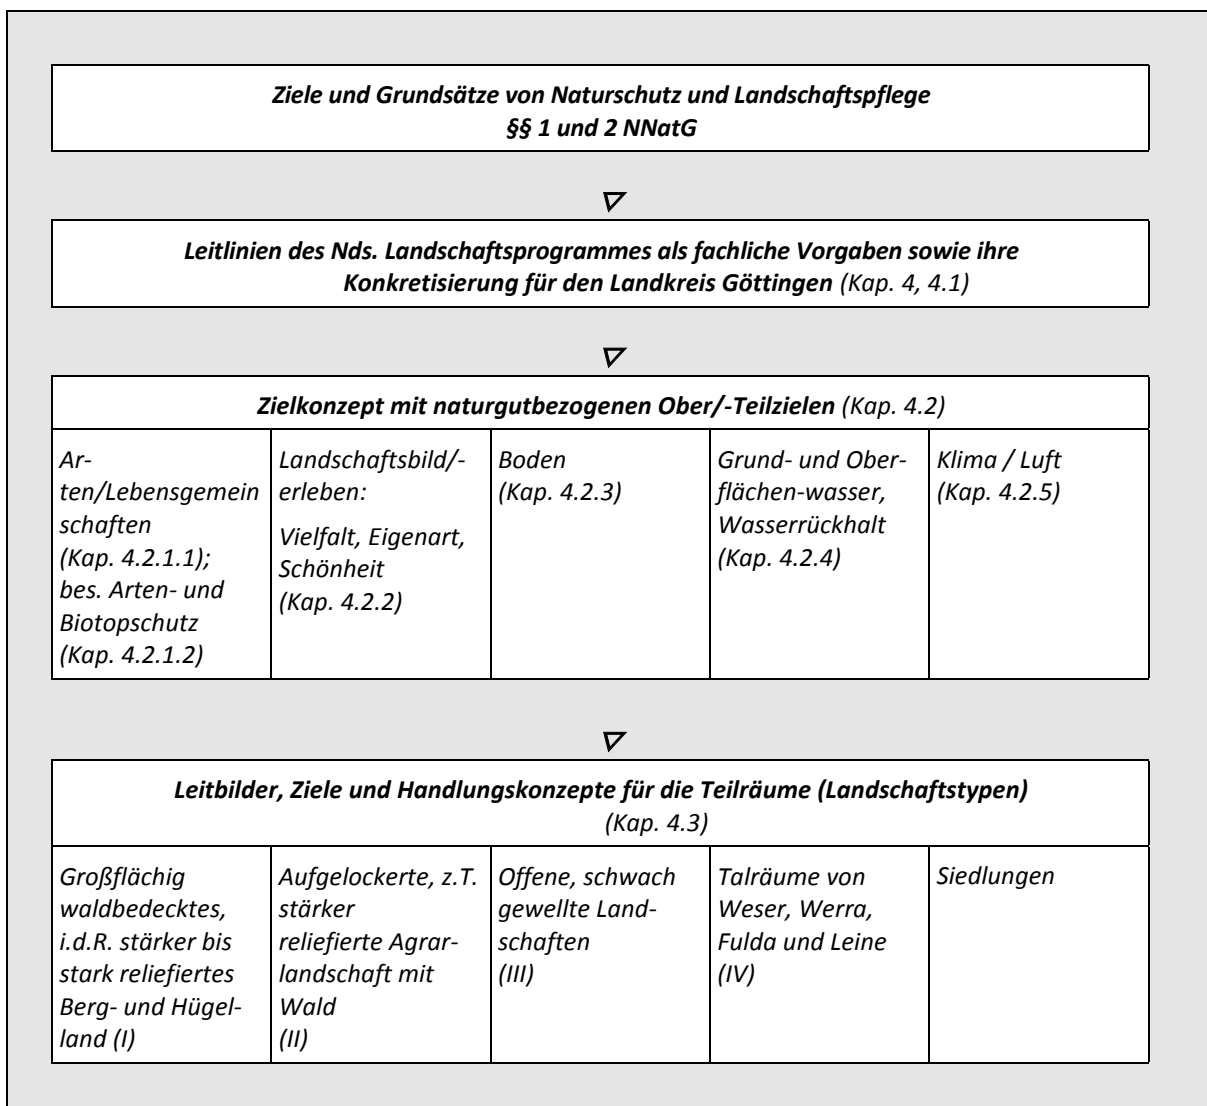 Ziele und Grundsätze von Naturschutz und Landschaftspflege
§§ 1 und 2 NNatG
Leitlinien des Nds. Landschaftsprogrammes als fachliche Vorgaben sowie ihre
Konkretisierung für den Landkreis Göttingen (Kap. 4, 4.1)
Zielkonzept mit naturgutbezogenen Ober/-Teilzielen (Kap. 4.2)
Ar-
ten/Lebensgemein
schaften
(Kap. 4.2.1.1);
bes. Arten- und
Biotopschutz
(Kap. 4.2.1.2)
Landschaftsbild/-
erleben:
Vielfalt, Eigenart,
Schönheit
(Kap. 4.2.2)
Boden
(Kap. 4.2.3)
Grund- und Ober-
flächen-wasser,
Wasserrückhalt
(Kap. 4.2.4)
Klima / Luft
(Kap. 4.2.5)
Leitbilder, Ziele und Handlungskonzepte für die Teilräume (Landschaftstypen)
(Kap. 4.3)
Großflächig
waldbedecktes,
i.d.R. stärker bis
stark reliefiertes
Berg- und Hügel-
land (I)
Aufgelockerte, z.T.
stärker
reliefierte Agrar-
landschaft mit
Wald
(II)
Offene, schwach
gewellte Land-
schaften
(III)
Talräume von
Weser, Werra,
Fulda und Leine
(IV)
Siedlungen